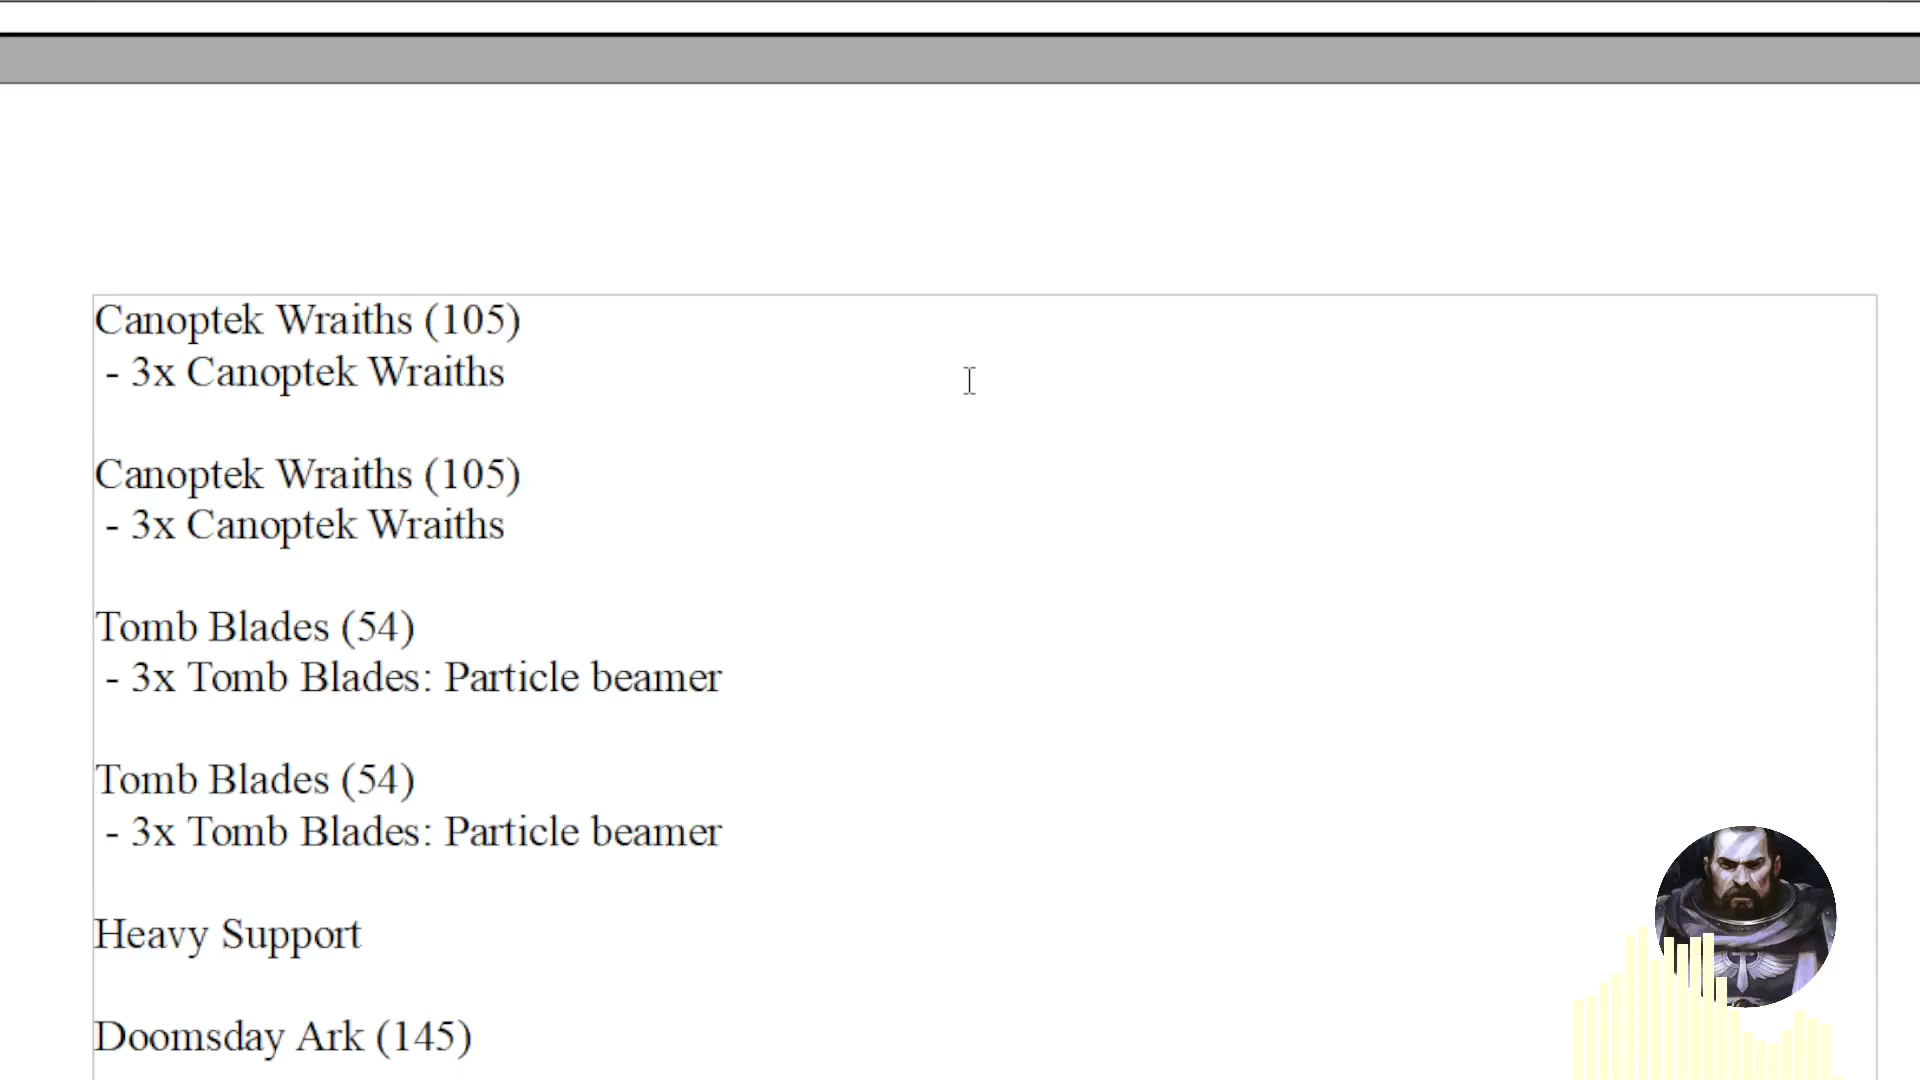 Canoptek Wraiths (105)
- 3x Canoptek Wraiths
Canoptek Wraiths (105)
- 3x Canoptek Wraiths
Tomb Blades (54)
- 3x Tomb Blades: Particle beamer
Tomb Blades (54)
- 3x Tomb Blades: Particle beamer
Heavy Support
Doomsday Ark (145)